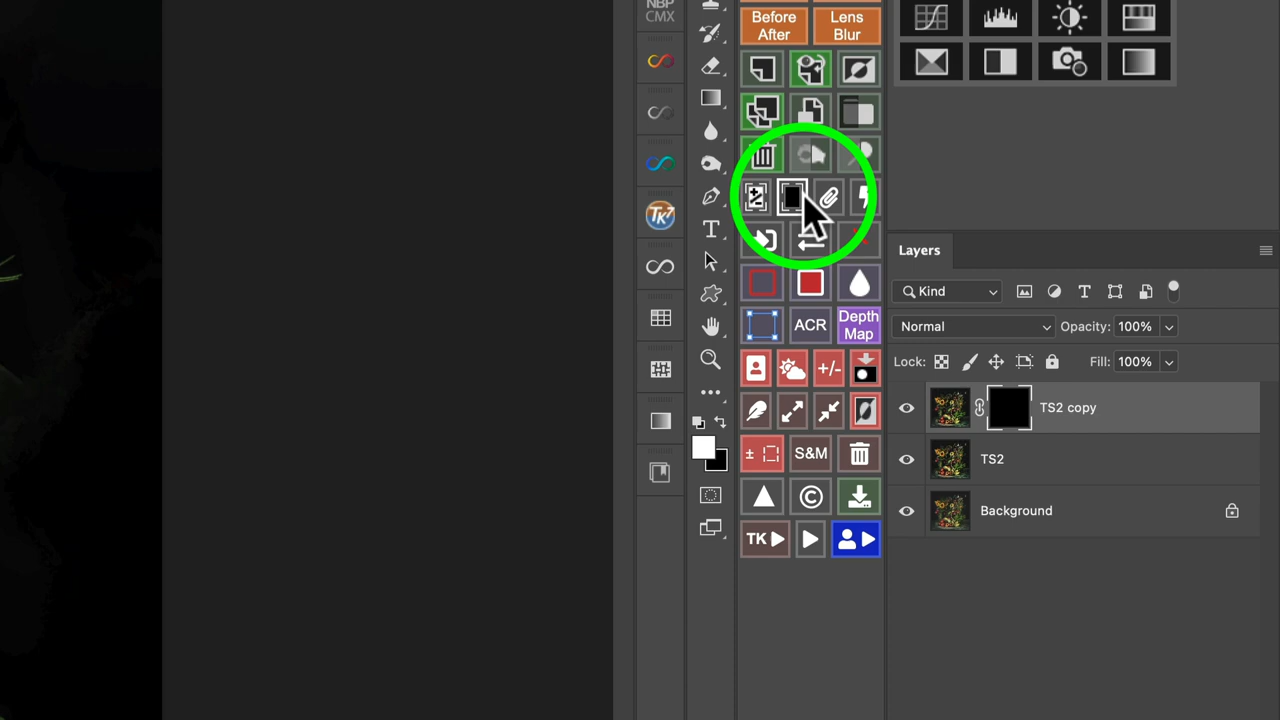 NBP
CMX
Before
After
Lens
Blur
TK7
T
Layers
Kind
T
Normal
Opacity: 100%
Lock:
Fill: 100%
ACR
Depth
Map
+/-
TS2 copy
±
S&M
TS2
©
Background
TK